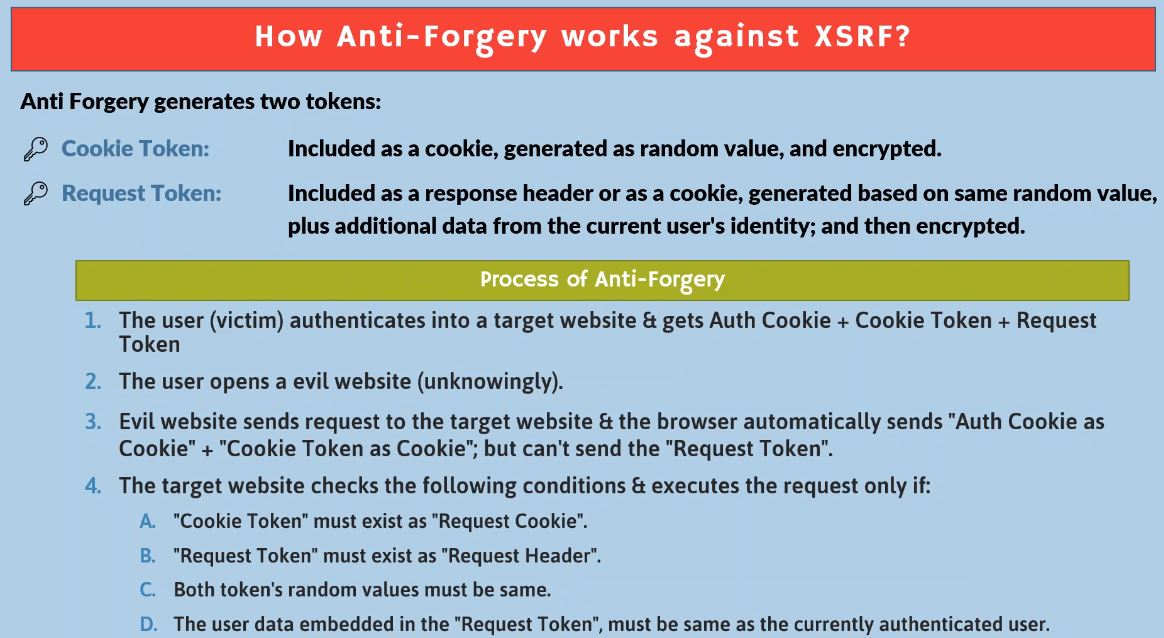 How Anti-Forgery works against XSRF?
Anti Forgery generates two tokens:
Cookie Token: Included as a cookie, generated as random value, and encrypted.
Request Token: Included as a response header or as a cookie, generated based on same random value,
plus additional data from the current user's identity; and then encrypted.
Process of Anti-Forgery
1. The user (victim) authenticates into a target website & gets Auth Cookie + Cookie Token + Request
Token
2. The user opens a evil website (unknowingly).
3. Evil website sends request to the target website & the browser automatically sends "Auth Cookie as
Cookie" + "Cookie Token as Cookie"; but can't send the "Request Token".
4. The target website checks the following conditions & executes the request only if:
A. "Cookie Token" must exist as "Request Cookie".
B. "Request Token" must exist as "Request Header".
C. Both token's random values must be same.
D. The user data embedded in the "Request Token", must be same as the currently authenticated user.